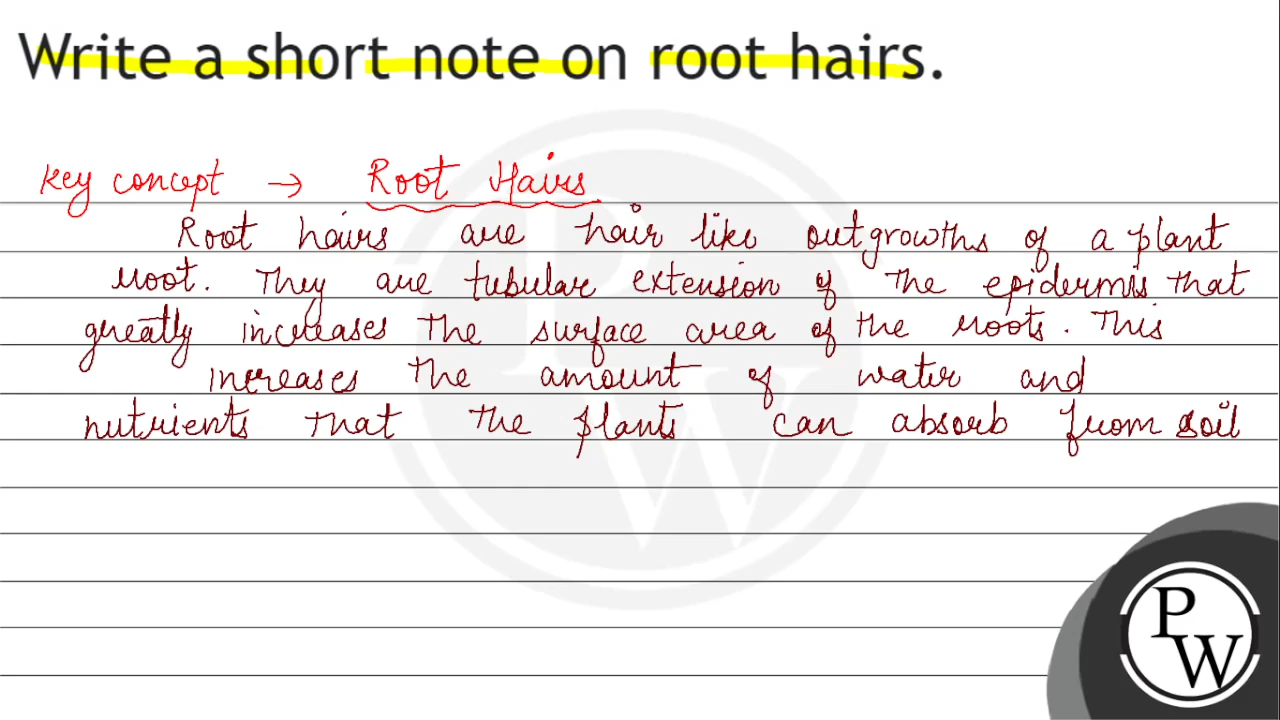 Write a short note on root hairs.
Key concept → Root Hairs
Root hairs are hair like outgrowths of a plant
root. They are tubular extension of the epidermis that
greatly increases the surface area of the roots. This
increases the amount of water and
nutrients that the plants can absorb from soil
PW